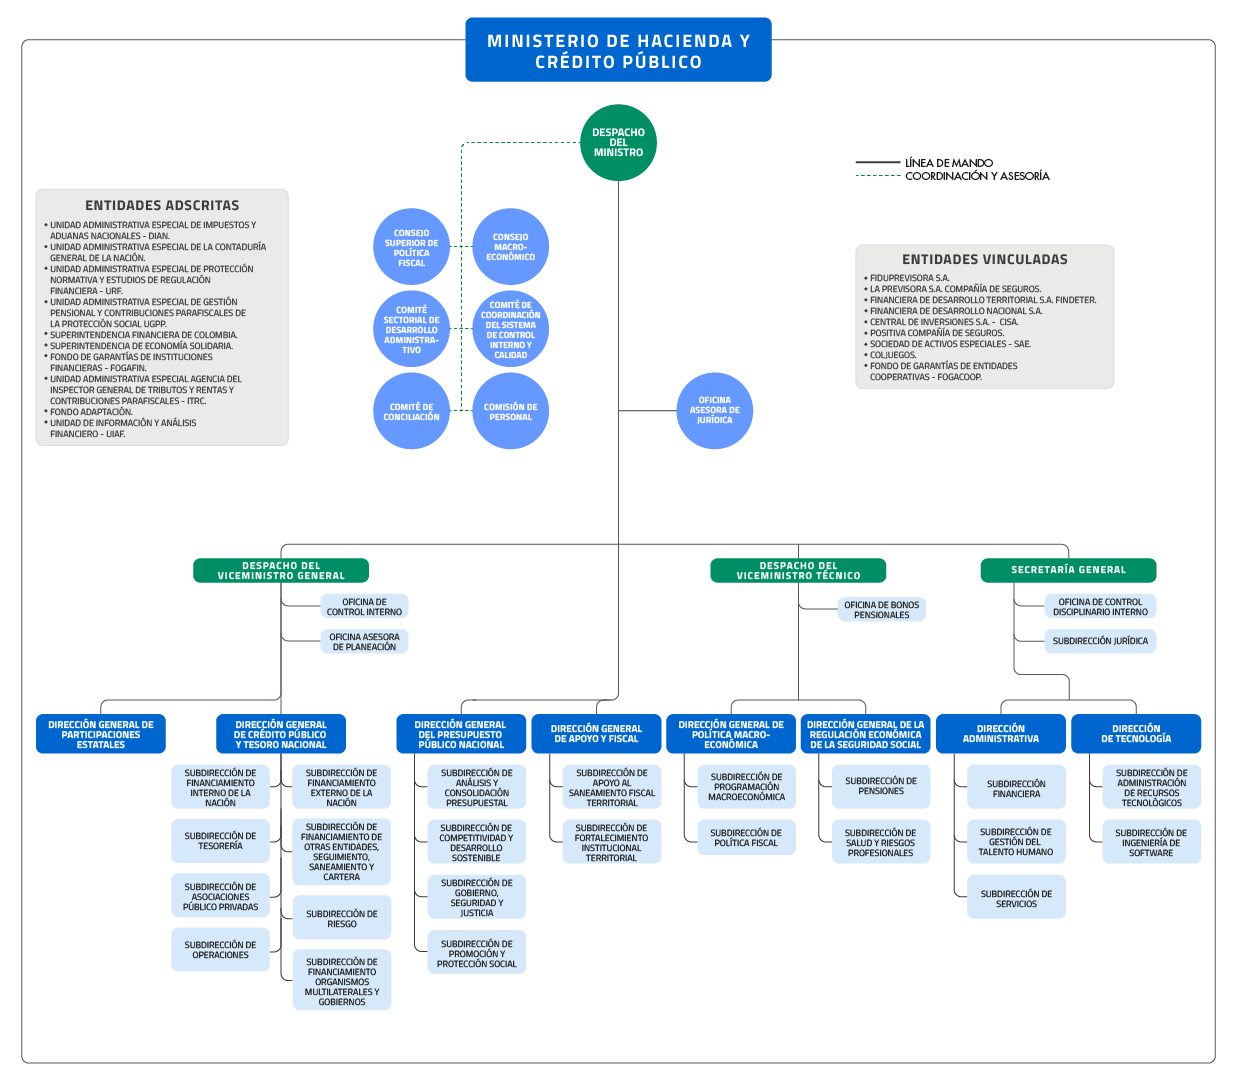 MINISTERIO DE HACIENDA Y
CRÉDITO PÚBLICO
DESPACHO
DEL
MINISTRO
LÍNEA DE MANDO
COORDINACIÓN Y ASESORÍA
ENTIDADES ADSCRITAS
• UNIDAD ADMINISTRATIVA ESPECIAL DE IMPUESTOS Y
ADUANAS NACIONALES - DIAN.
• UNIDAD ADMINISTRATIVA ESPECIAL DE LA CONTADURÍA
GENERAL DE LA NACIÓN.
• UNIDAD ADMINISTRATIVA ESPECIAL DE PROTECCIÓN
NORMATIVA Y ESTUDIOS DE REGULACIÓN
FINANCIERA - URF.
• UNIDAD ADMINISTRATIVA ESPECIAL DE GESTIÓN
PENSIONAL Y CONTRIBUCIONES PARAFISCALES DE
LA PROTECCIÓN SOCIAL UGPP.
• SUPERINTENDENCIA FINANCIERA DE COLOMBIA.
• SUPERINTENDENCIA DE ECONOMÍA SOLIDARIA.
• FONDO DE GARANTÍAS DE INSTITUCIONES
FINANCIERAS - FOGAFIN.
• UNIDAD ADMINISTRATIVA ESPECIAL AGENCIA DEL
INSPECTOR GENERAL DE TRIBUTOS Y RENTAS Y
CONTRIBUCIONES PARAFISCALES - ITRC.
• FONDO ADAPTACIÓN.
• UNIDAD DE INFORMACIÓN Y ANÁLISIS
FINANCIERO - UIAF.
CONSEJO
SUPERIOR DE
POLÍTICA
FISCAL
CONSEJO
MACRO-
ECONÓMICO
COMITÉ
SECTORIAL DE
DESARROLLO
ADMINISTRA-
TIVO
COMITÉ DE
COORDINACIÓN
DEL SISTEMA
DE CONTROL
INTERNO Y
CALIDAD
COMITÉ DE
CONCILIACIÓN
COMISIÓN DE
PERSONAL
OFICINA
ASESORA DE
JURÍDICA
ENTIDADES VINCULADAS
• FIDUPREVISORA S.A.
• LA PREVISORA S.A. COMPAÑÍA DE SEGUROS.
• FINANCIERA DE DESARROLLO TERRITORIAL S.A. FINDETER.
• FINANCIERA DE DESARROLLO NACIONAL S.A.
• CENTRAL DE INVERSIONES S.A. - CISA.
• POSITIVA COMPAÑÍA DE SEGUROS.
• SOCIEDAD DE ACTIVOS ESPECIALES - SAE.
• COLJUEGOS.
• FONDO DE GARANTÍAS DE ENTIDADES
COOPERATIVAS - FOGACOOP.
DESPACHO DEL
VICEMINISTRO GENERAL
OFICINA DE
CONTROL INTERNO
OFICINA ASESORA
DE PLANEACIÓN
DESPACHO DEL
VICEMINISTRO TÉCNICO
OFICINA DE BONOS
PENSIONALES
SECRETARÍA GENERAL
OFICINA DE CONTROL
DISCIPLINARIO INTERNO
SUBDIRECCIÓN JURÍDICA
DIRECCIÓN GENERAL DE
PARTICIPACIONES
ESTATALES
DIRECCIÓN GENERAL
DE CRÉDITO PÚBLICO
Y TESORO NACIONAL
SUBDIRECCIÓN DE
FINANCIAMIENTO
INTERNO DE LA
NACIÓN
SUBDIRECCIÓN DE
TESORERÍA
SUBDIRECCIÓN DE
ASOCIACIONES
PÚBLICO PRIVADAS
SUBDIRECCIÓN DE
OPERACIONES
SUBDIRECCIÓN DE
FINANCIAMIENTO
EXTERNO DE LA
NACIÓN
SUBDIRECCIÓN DE
FINANCIAMIENTO DE
OTRAS ENTIDADES,
SEGUIMIENTO,
SANEAMIENTO Y
CARTERA
SUBDIRECCIÓN DE
RIESGO
SUBDIRECCIÓN DE
FINANCIAMIENTO
ORGANISMOS
MULTILATERALES Y
GOBIERNOS
DIRECCIÓN GENERAL
DEL PRESUPUESTO
PÚBLICO NACIONAL
SUBDIRECCIÓN DE
ANÁLISIS Y
CONSOLIDACIÓN
PRESUPUESTAL
SUBDIRECCIÓN DE
COMPETITIVIDAD Y
DESARROLLO
SOSTENIBLE
SUBDIRECCIÓN DE
GOBIERNO,
SEGURIDAD Y
JUSTICIA
SUBDIRECCIÓN DE
PROMOCIÓN Y
PROTECCIÓN SOCIAL
DIRECCIÓN GENERAL
DE APOYO Y FISCAL
SUBDIRECCIÓN DE
APOYO AL
SANEAMIENTO FISCAL
TERRITORIAL
SUBDIRECCIÓN DE
FORTALECIMIENTO
INSTITUCIONAL
TERRITORIAL
DIRECCIÓN GENERAL DE
POLÍTICA MACRO-
ECONÓMICA
SUBDIRECCIÓN DE
PROGRAMACIÓN
MACROECONÓMICA
SUBDIRECCIÓN DE
POLÍTICA FISCAL
DIRECCIÓN GENERAL DE LA
REGULACIÓN ECONÓMICA
DE LA SEGURIDAD SOCIAL
SUBDIRECCIÓN DE
PENSIONES
SUBDIRECCIÓN DE
SALUD Y RIESGOS
PROFESIONALES
DIRECCIÓN
ADMINISTRATIVA
SUBDIRECCIÓN
FINANCIERA
SUBDIRECCIÓN DE
GESTIÓN DEL
TALENTO HUMANO
SUBDIRECCIÓN DE
SERVICIOS
DIRECCIÓN
DE TECNOLOGÍA
SUBDIRECCIÓN DE
ADMINISTRACIÓN
DE RECURSOS
TECNOLÓGICOS
SUBDIRECCIÓN DE
INGENIERÍA DE
SOFTWARE